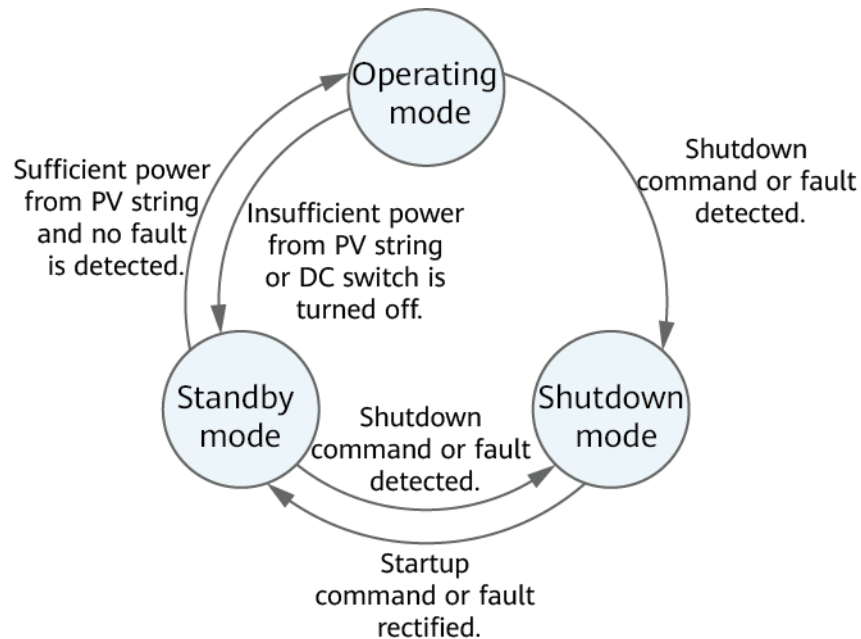 Operating
mode
Sufficient power
from PV string
and no fault
is detected.
Insufficient power
from PV string
or DC switch is
turned off.
Shutdown
command or fault
detected.
Standby
mode
Shutdown
command or fault
detected.
Shutdown
mode
Startup
command or fault
rectified.